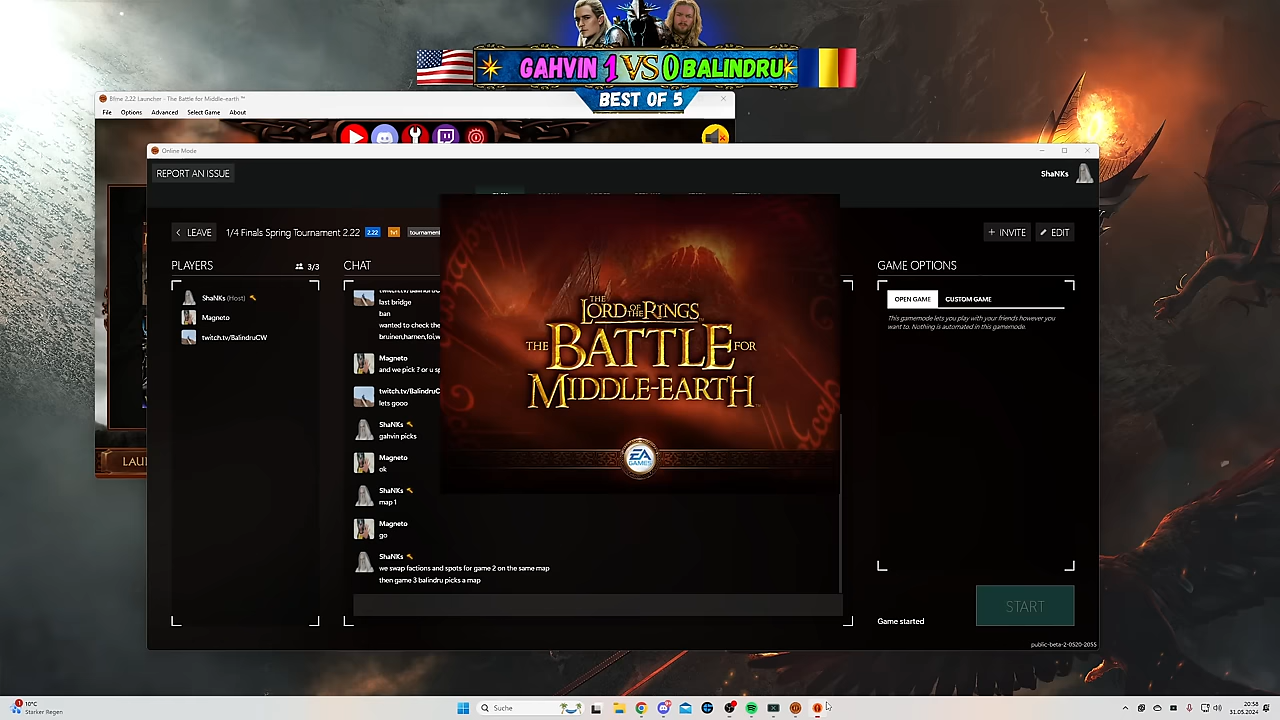 GAHVIN 1 VS 0 BALINDRU
BEST OF 5
Bfme 2.22 Launcher - The Battle for Middle-earth ™
File Options Advanced Select Game About
Online Mode
REPORT AN ISSUE
ShaNKs
LEAVE
1/4 Finals Spring Tournament 2.22
2.22
1v1
tournament
INVITE
EDIT
PLAYERS
3/3
ShaNKs (Host)
Magneto
twitch.tv/BalindruCW
CHAT
last bridge
ban
wanted to check the
bruinen,harnen,foi,w
Magneto
and we pick ? or u sp
twitch.tv/BalindruC
lets gooo
ShaNKs
gahvin picks
Magneto
ok
ShaNKs
map 1
Magneto
go
ShaNKs
we swap factions and spots for game 2 on the same map
then game 3 balindru picks a map
THE
LORD OF THE RINGS
THE BATTLE FOR
MIDDLE-EARTH™
EA
GAMES
GAME OPTIONS
OPEN GAME
CUSTOM GAME
This gamemode lets you play with your friends however you
want to. Nothing is automated in this gamemode.
START
Game started
public-beta-2-0520-2055
LAU
10°C
Starker Regen
Suche
20:58
31.05.2024